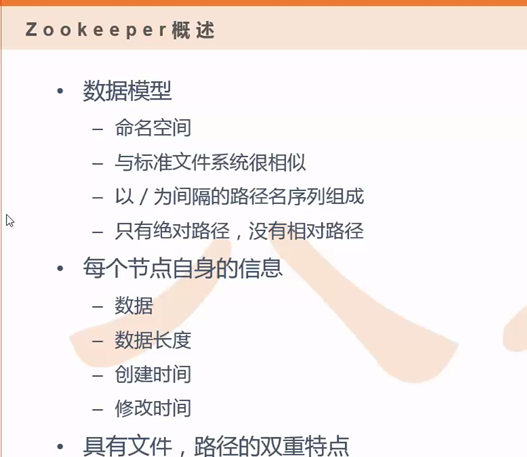 Zookeeper概述
• 数据模型
– 命名空间
– 与标准文件系统很相似
– 以 / 为间隔的路径名序列组成
– 只有绝对路径，没有相对路径
• 每个节点自身的信息
– 数据
– 数据长度
– 创建时间
– 修改时间
• 具有文件，路径的双重特点